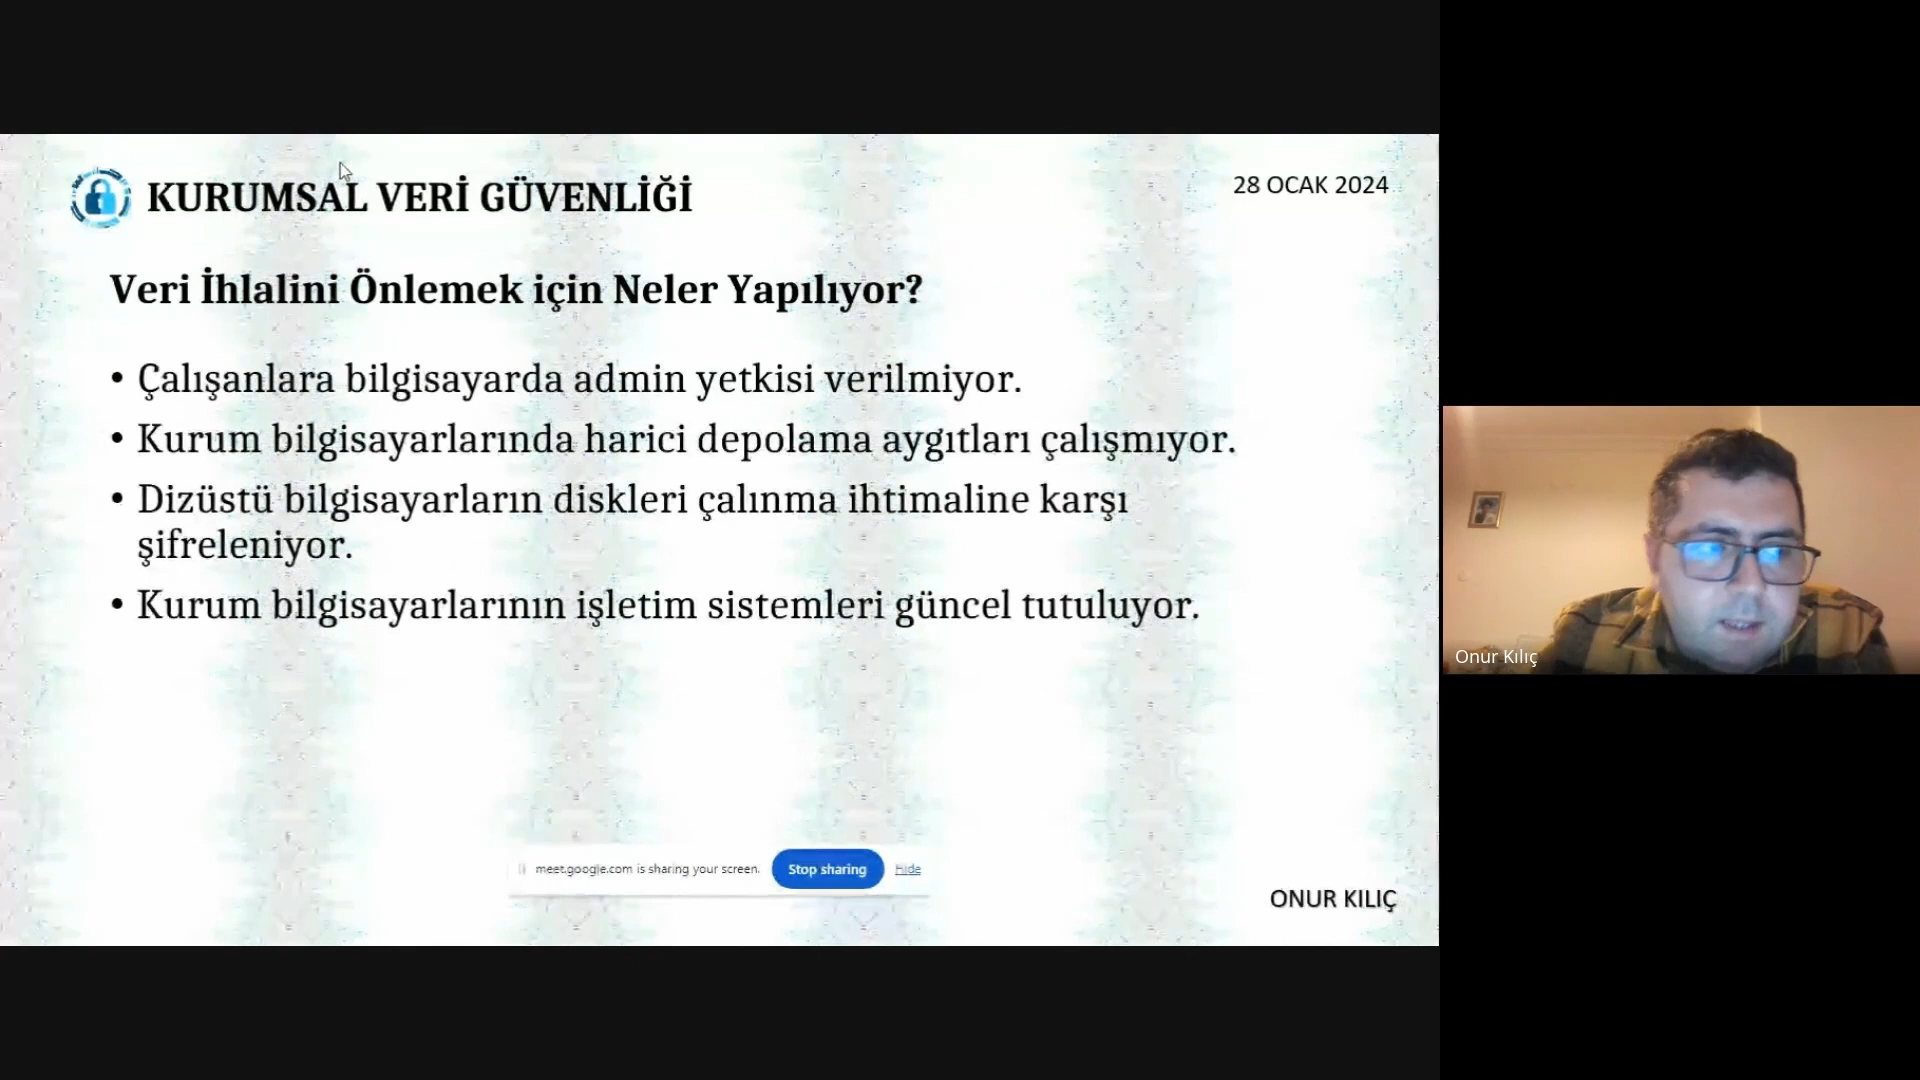 KURUMSAL VERİ GÜVENLİĞİ
28 OCAK 2024
Veri İhlalini Önlemek için Neler Yapılıyor?
• Çalışanlara bilgisayarda admin yetkisi verilmiyor.
• Kurum bilgisayarlarında harici depolama aygıtları çalışmıyor.
• Dizüstü bilgisayarların diskleri çalınma ihtimaline karşı
şifreleniyor.
• Kurum bilgisayarlarının işletim sistemleri güncel tutuluyor.
meet.google.com is sharing your screen. Stop sharing Hide
ONUR KILIÇ
Onur Kılıç